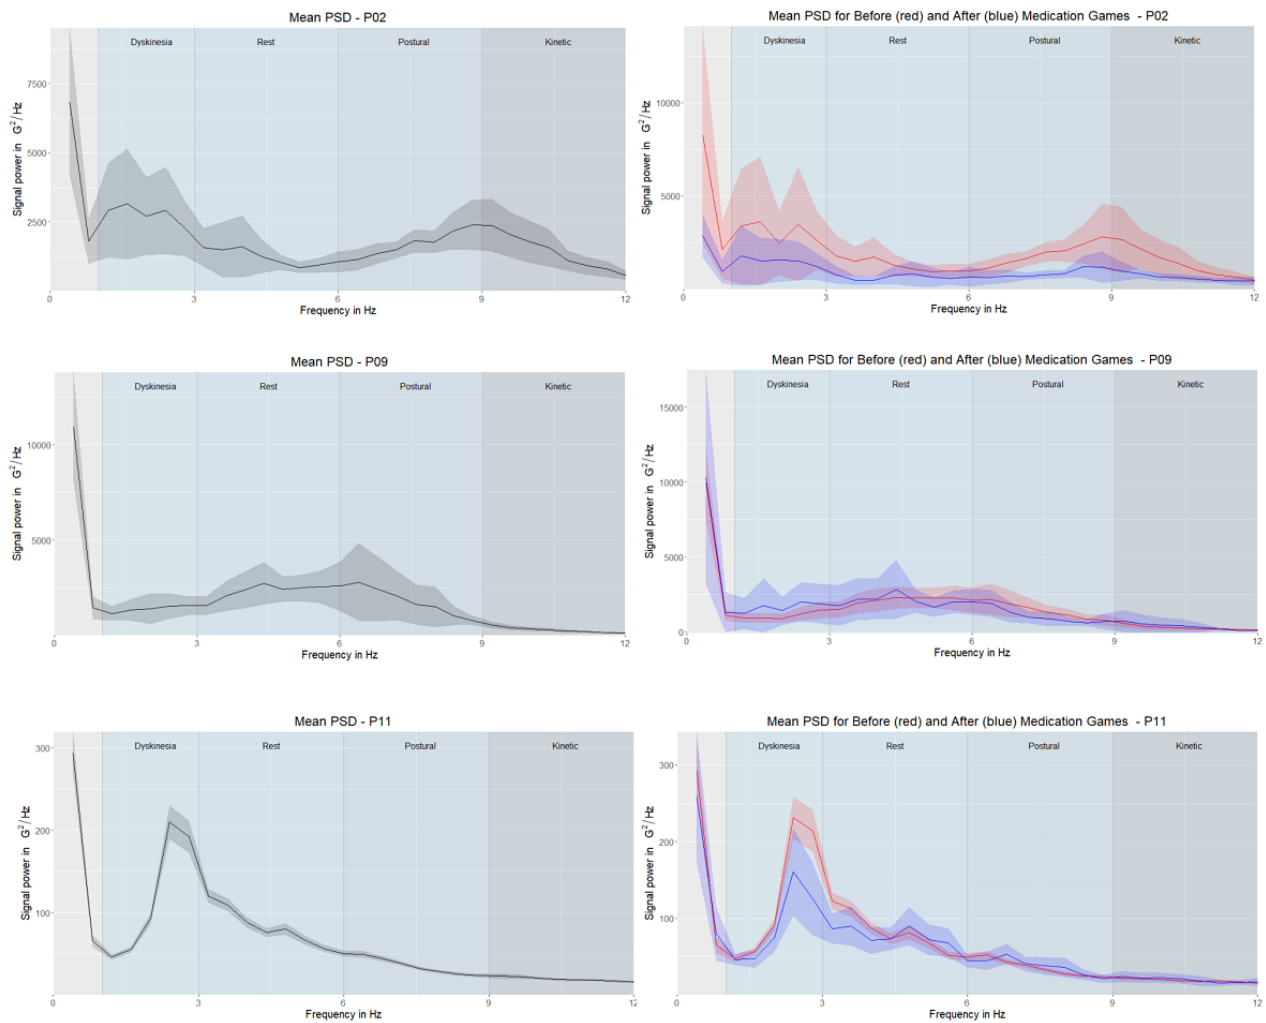 Mean PSD - P02
Dyskinesia Rest Postural Kinetic
7500
5000
2500
Signal power in G²/Hz
0 3 6 9 12
Frequency in Hz
Mean PSD for Before (red) and After (blue) Medication Games - P02
Dyskinesia Rest Postural Kinetic
10000
5000
Signal power in G²/Hz
0 3 6 9 12
Frequency in Hz
Mean PSD - P09
Dyskinesia Rest Postural Kinetic
10000
5000
Signal power in G²/Hz
0 3 6 9 12
Frequency in Hz
Mean PSD for Before (red) and After (blue) Medication Games - P09
Dyskinesia Rest Postural Kinetic
15000
10000
5000
0
Signal power in G²/Hz
0 3 6 9 12
Frequency in Hz
Mean PSD - P11
Dyskinesia Rest Postural Kinetic
300
200
100
Signal power in G²/Hz
0 3 6 9 12
Frequency in Hz
Mean PSD for Before (red) and After (blue) Medication Games - P11
Dyskinesia Rest Postural Kinetic
300
200
100
Signal power in G²/Hz
0 3 6 9 12
Frequency in Hz